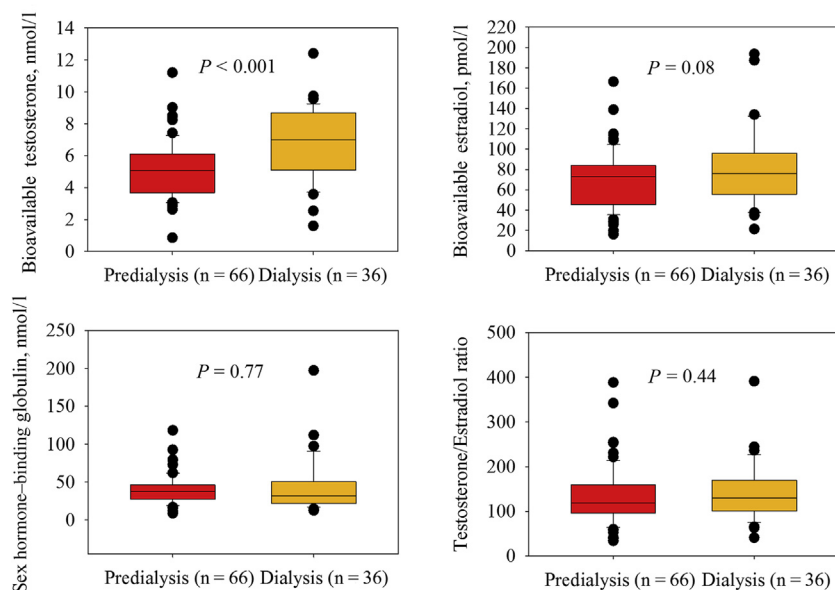 Bioavailable testosterone, nmol/l
14
12
10
8
6
4
2
0
P < 0.001
Predialysis (n = 66) Dialysis (n = 36)
Bioavailable estradiol, pmol/l
220
200
180
160
140
120
100
80
60
40
20
0
P = 0.08
Predialysis (n = 66) Dialysis (n = 36)
Sex hormone–binding globulin, nmol/l
250
200
150
100
50
0
P = 0.77
Predialysis (n = 66) Dialysis (n = 36)
Testosterone/Estradiol ratio
500
400
300
200
100
0
P = 0.44
Predialysis (n = 66) Dialysis (n = 36)